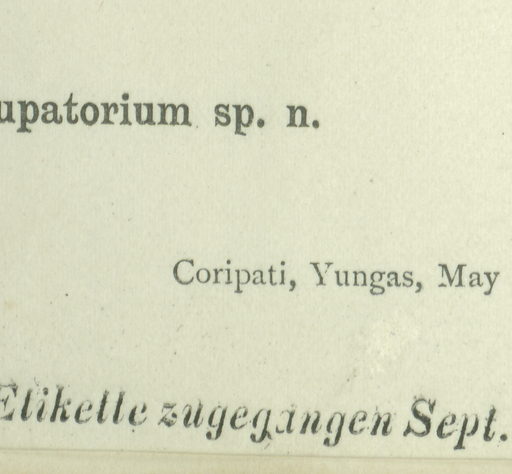 upatorium sp. n.
Coripati, Yungas, May
Etikette zugegangen Sept.